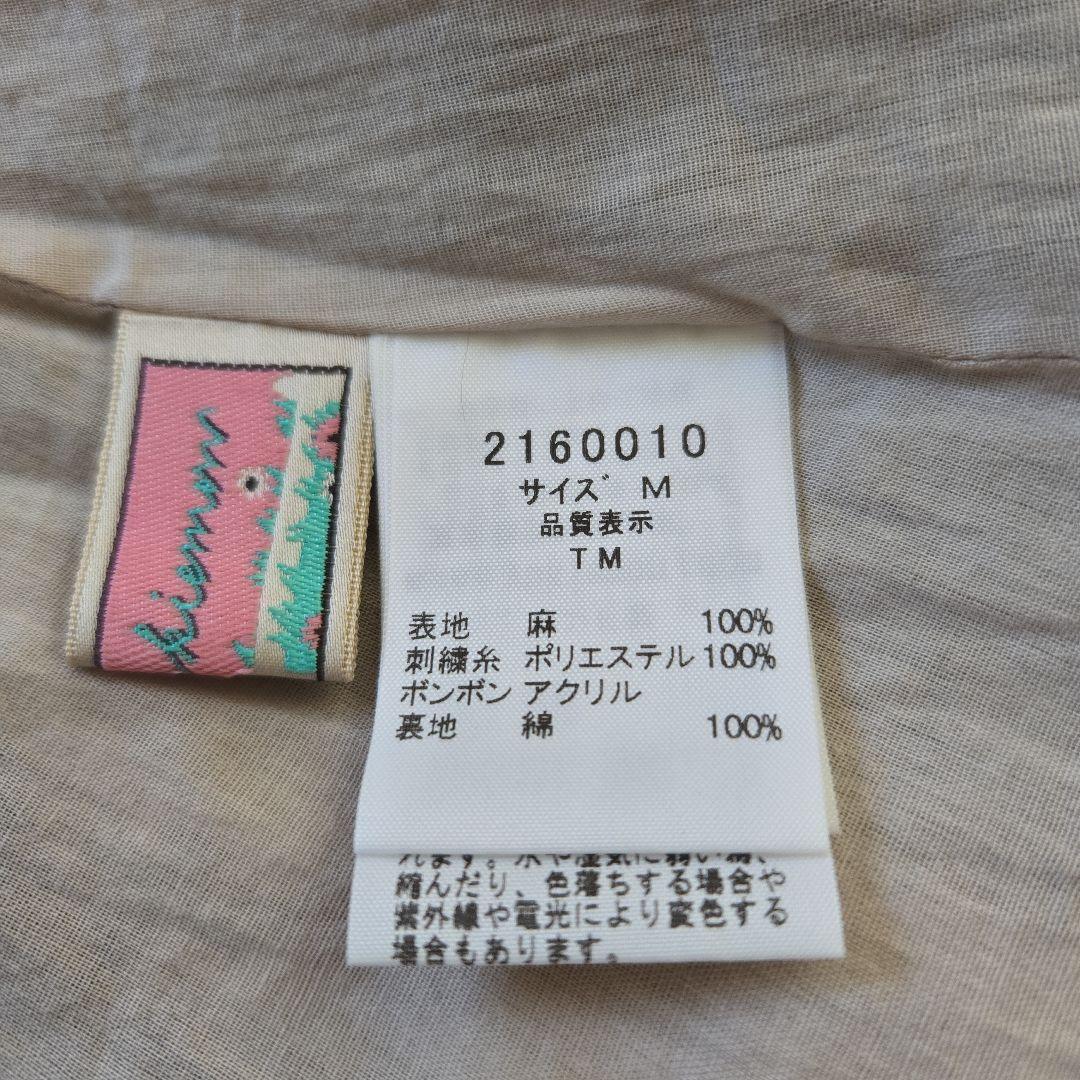 2160010
サイズ M
品質表示
TM
表地 麻 100%
刺繍糸 ポリエステル 100%
ボンボン アクリル
裏地 綿 100%
縮んだり、色落ちする場合や
紫外線や電光により変色する
場合もあります。